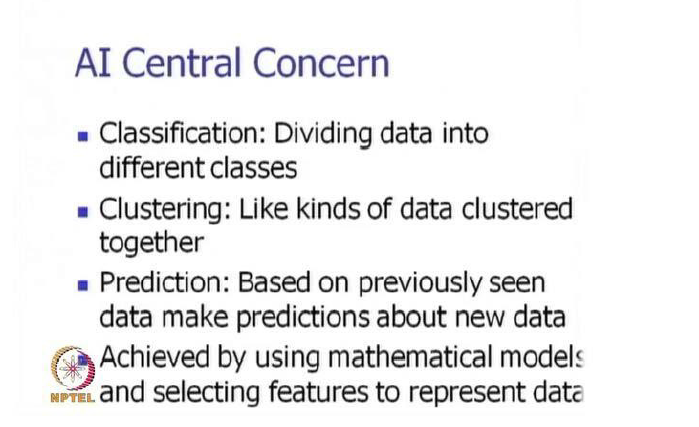 AI Central Concern
Classification: Dividing data into
different classes
Clustering: Like kinds of data clustered
together
Prediction: Based on previously seen
data make predictions about new data
Achieved by using mathematical models
and selecting features to represent data
NPTEL